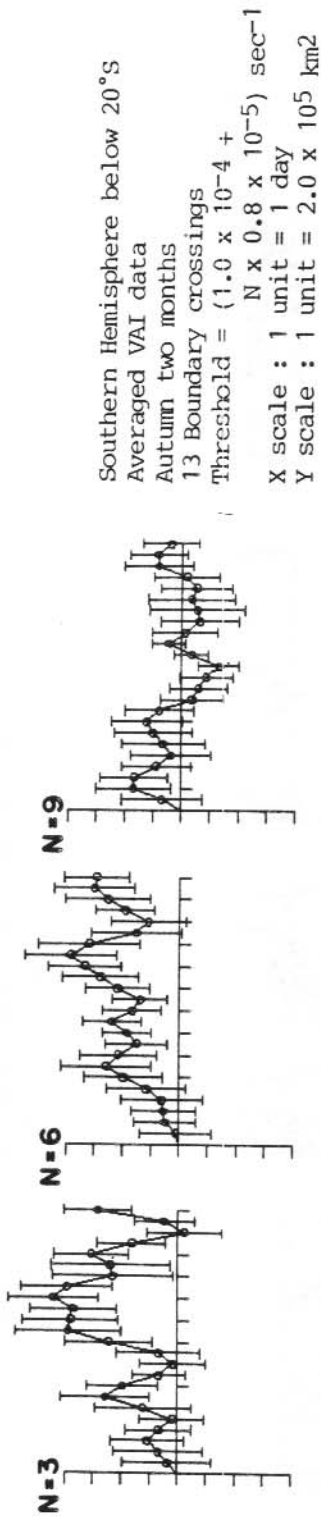 N=3
N=6
N=9
Southern Hemisphere below 20°S
Averaged VAI data
Autumn two months
13 Boundary crossings
Threshold = (1.0 x 10⁻⁴ +
N x 0.8 x 10⁻⁵) sec⁻¹
X scale : 1 unit = 1 day
Y scale : 1 unit = 2.0 x 10⁵ km2